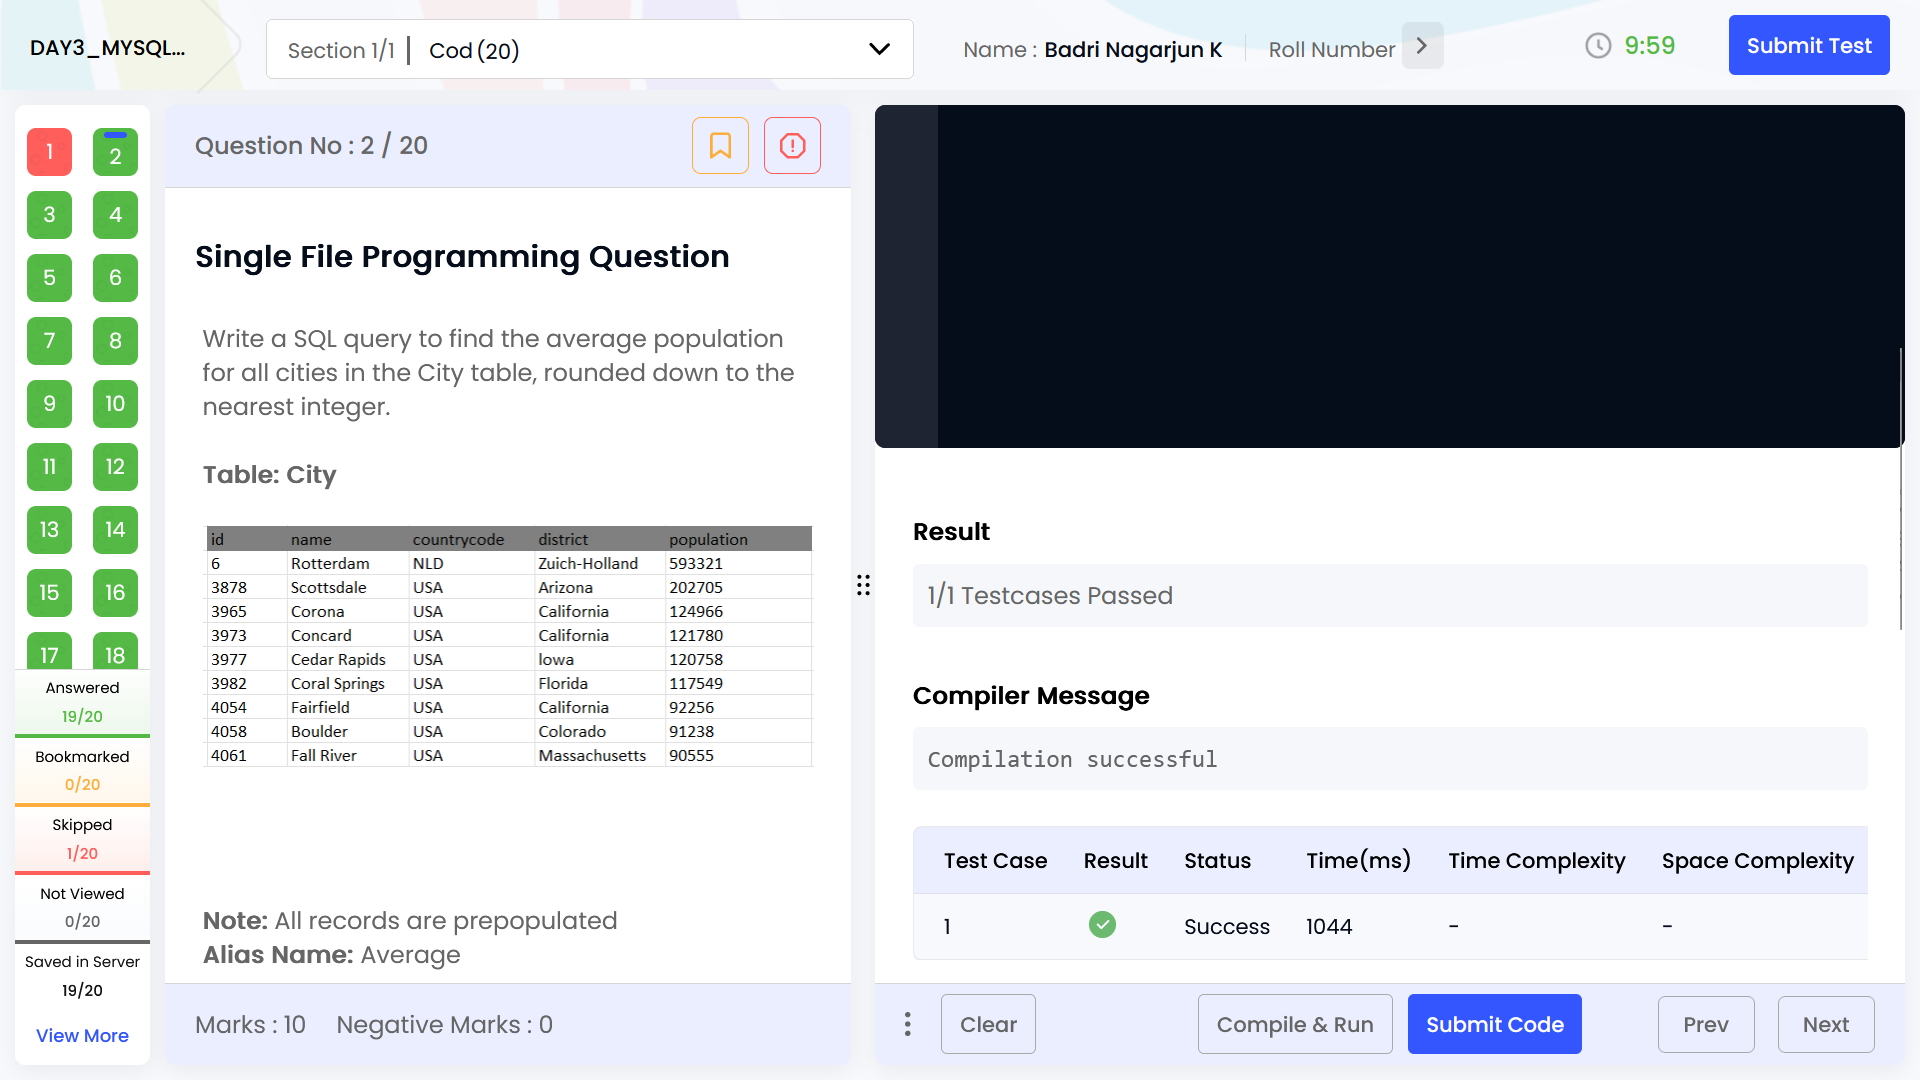 DAY3_MYSQL...
Section 1/1 | Cod (20)
Name : Badri Nagarjun K
Roll Number
9:59
Submit Test
1 2
3 4
5 6
7 8
9 10
11 12
13 14
15 16
17 18
Answered
19/20
Bookmarked
0/20
Skipped
1/20
Not Viewed
0/20
Saved in Server
19/20
View More
Question No : 2 / 20
Single File Programming Question
Write a SQL query to find the average population
for all cities in the City table, rounded down to the
nearest integer.
Table: City
id name countrycode district population
6 Rotterdam NLD Zuich-Holland 593321
3878 Scottsdale USA Arizona 202705
3965 Corona USA California 124966
3973 Concard USA California 121780
3977 Cedar Rapids USA Iowa 120758
3982 Coral Springs USA Florida 117549
4054 Fairfield USA California 92256
4058 Boulder USA Colorado 91238
4061 Fall River USA Massachusetts 90555
Note: All records are prepopulated
Alias Name: Average
Marks : 10 Negative Marks : 0
Result
1/1 Testcases Passed
Compiler Message
Compilation successful
Test Case Result Status Time(ms) Time Complexity Space Complexity
1 Success 1044 - -
Clear
Compile & Run
Submit Code
Prev
Next